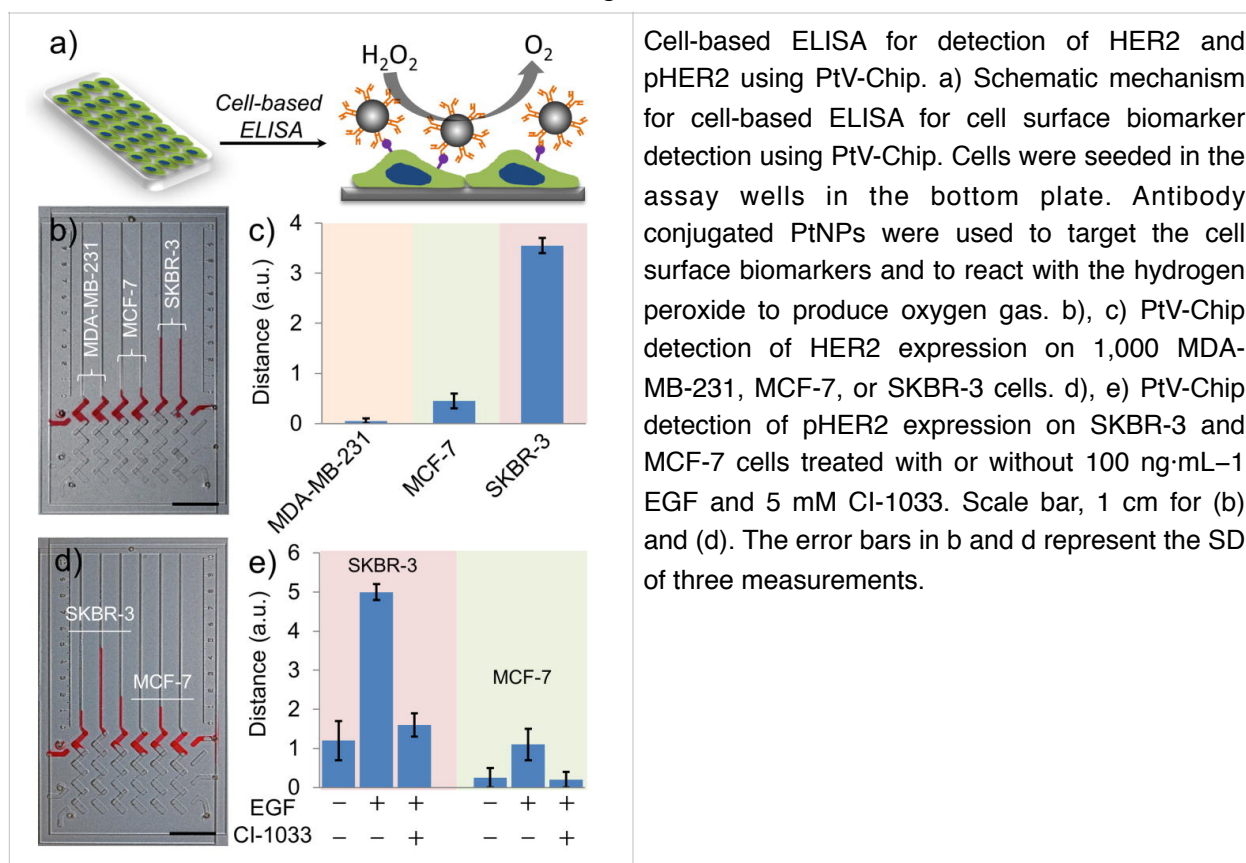 a)
H2O2
O2
Cell-based
ELISA
b)
MDA-MB-231
MCF-7
SKBR-3
c)
Distance (a.u.)
4
3
2
1
0
MDA-MB-231
MCF-7
SKBR-3
d)
SKBR-3
MCF-7
e)
Distance (a.u.)
6
5
4
3
2
1
0
SKBR-3
MCF-7
EGF − + + − + +
CI-1033 − − + − − +
Cell-based ELISA for detection of HER2 and
pHER2 using PtV-Chip. a) Schematic mechanism
for cell-based ELISA for cell surface biomarker
detection using PtV-Chip. Cells were seeded in the
assay wells in the bottom plate. Antibody
conjugated PtNPs were used to target the cell
surface biomarkers and to react with the hydrogen
peroxide to produce oxygen gas. b), c) PtV-Chip
detection of HER2 expression on 1,000 MDA-
MB-231, MCF-7, or SKBR-3 cells. d), e) PtV-Chip
detection of pHER2 expression on SKBR-3 and
MCF-7 cells treated with or without 100 ng·mL−1
EGF and 5 mM CI-1033. Scale bar, 1 cm for (b)
and (d). The error bars in b and d represent the SD
of three measurements.